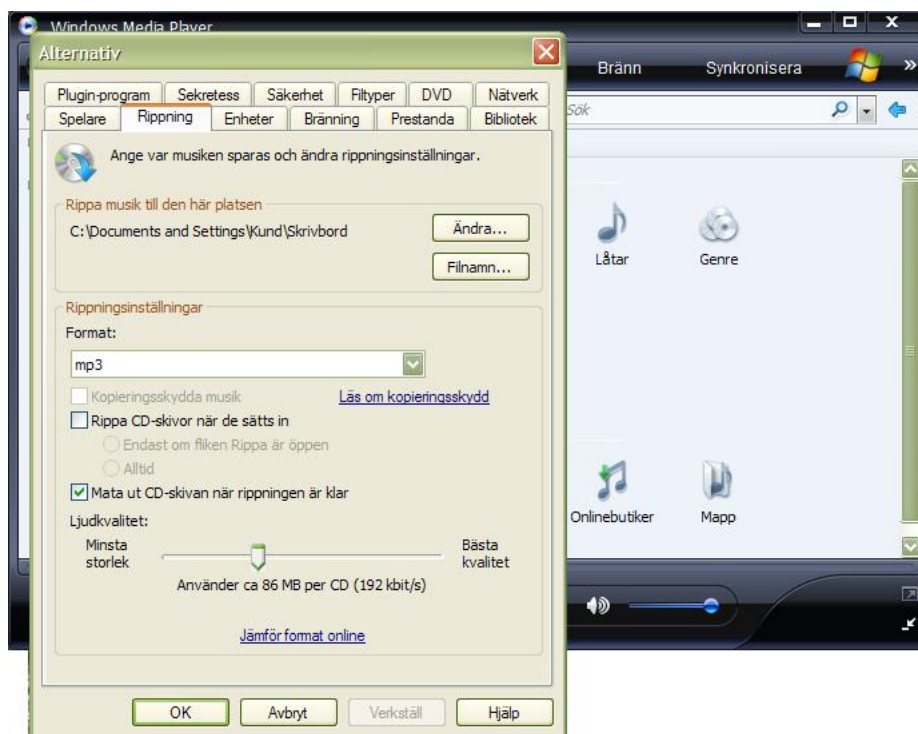 Windows Media Player
Alternativ
Bränn
Synkronisera
»
Plugin-program
Sekretess
Säkerhet
Filtyper
DVD
Nätverk
Spelare
Rippning
Enheter
Bränning
Prestanda
Bibliotek
Sök
Ange var musiken sparas och ändra rippningsinställningar.
Rippa musik till den här platsen
C:\Documents and Settings\Kund\Skrivbord
Ändra...
Filnamn...
Låtar
Genre
Rippningsinställningar
Format:
mp3
Kopieringsskydda musik
Läs om kopieringsskydd
Rippa CD-skivor när de sätts in
Endast om fliken Rippa är öppen
Alltid
Mata ut CD-skivan när rippningen är klar
Onlinebutiker
Mapp
Ljudkvalitet:
Minsta
storlek
Bästa
kvalitet
Använder ca 86 MB per CD (192 kbit/s)
Jämför format online
OK
Avbryt
Verkställ
Hjälp